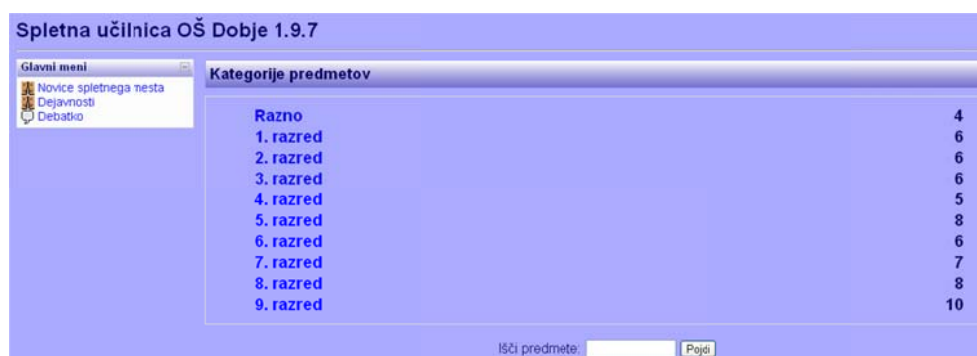 Spletna učilnica OŠ Dobje 1.9.7
Glavni meni
Novice spletnega mesta
Dejavnosti
Debatko
Kategorije predmetov
Razno 4
1. razred 6
2. razred 6
3. razred 6
4. razred 5
5. razred 8
6. razred 6
7. razred 7
8. razred 8
9. razred 10
Išči predmete: Pojdi